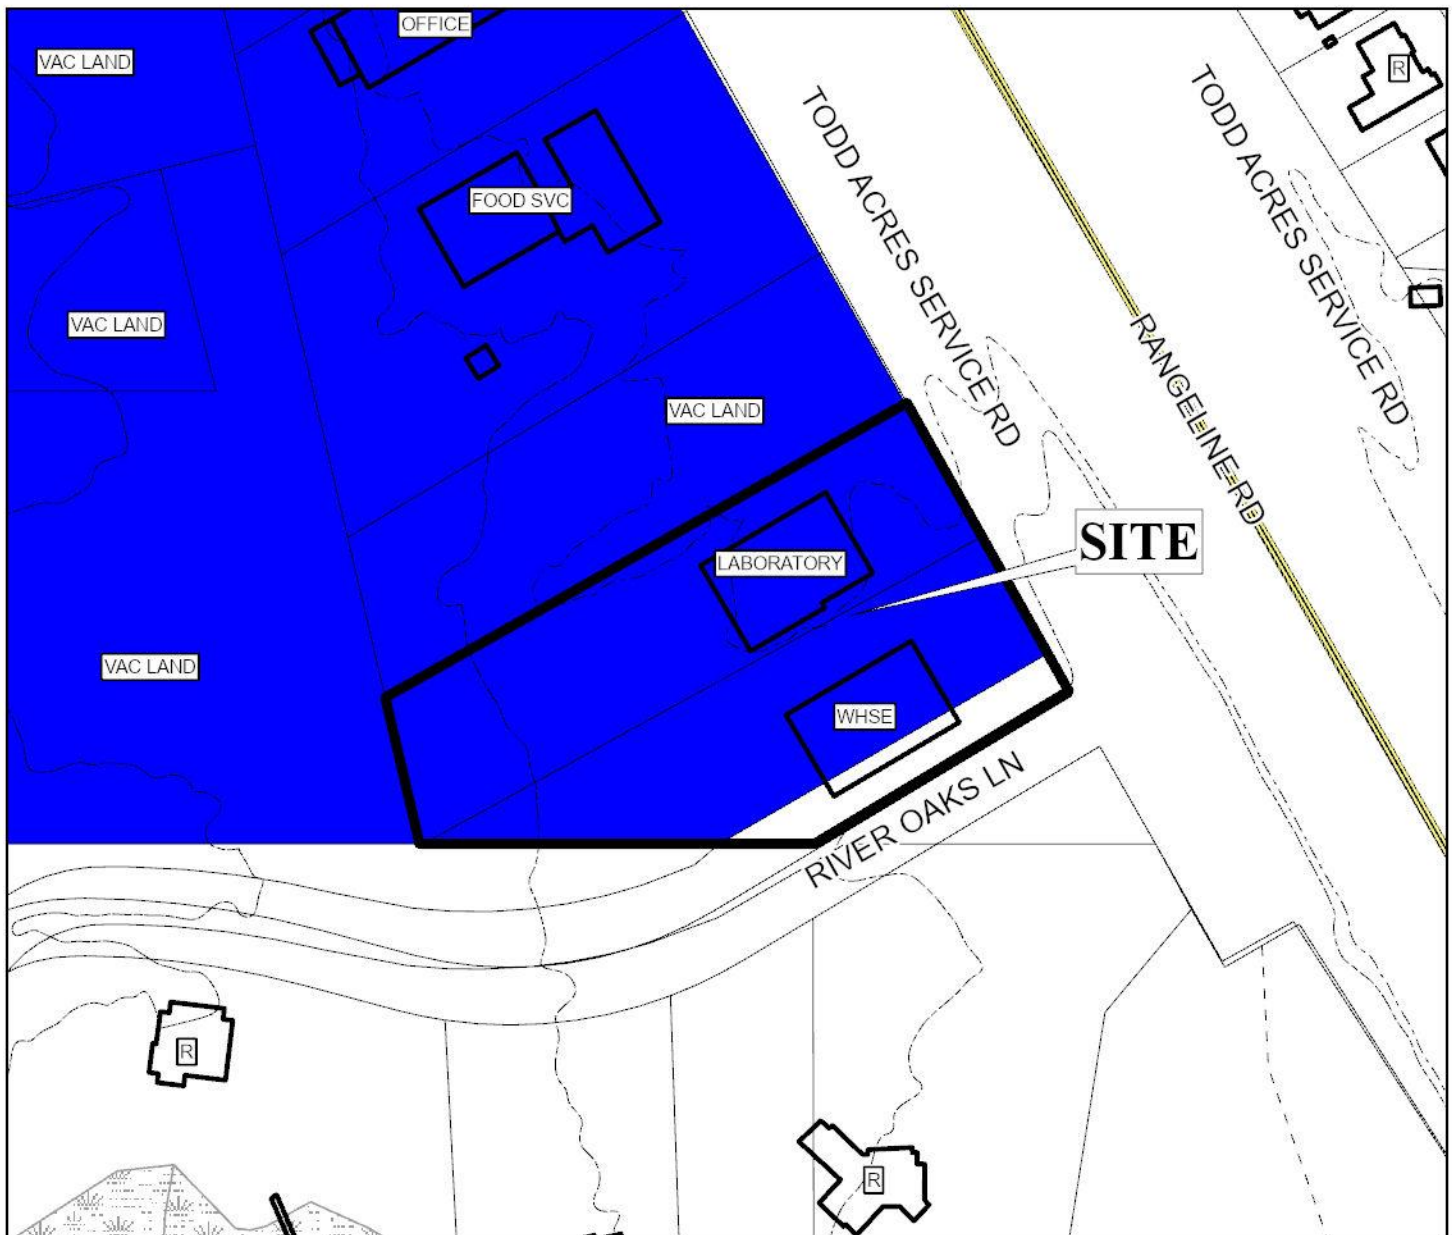 OFFICE
VAC LAND
R
TODD ACRES SERVICE RD
TODD ACRES SERVICE RD
FOOD SVC
VAC LAND
RANGELINE RD
VAC LAND
SITE
LABORATORY
VAC LAND
WHSE
RIVER OAKS LN
R
R